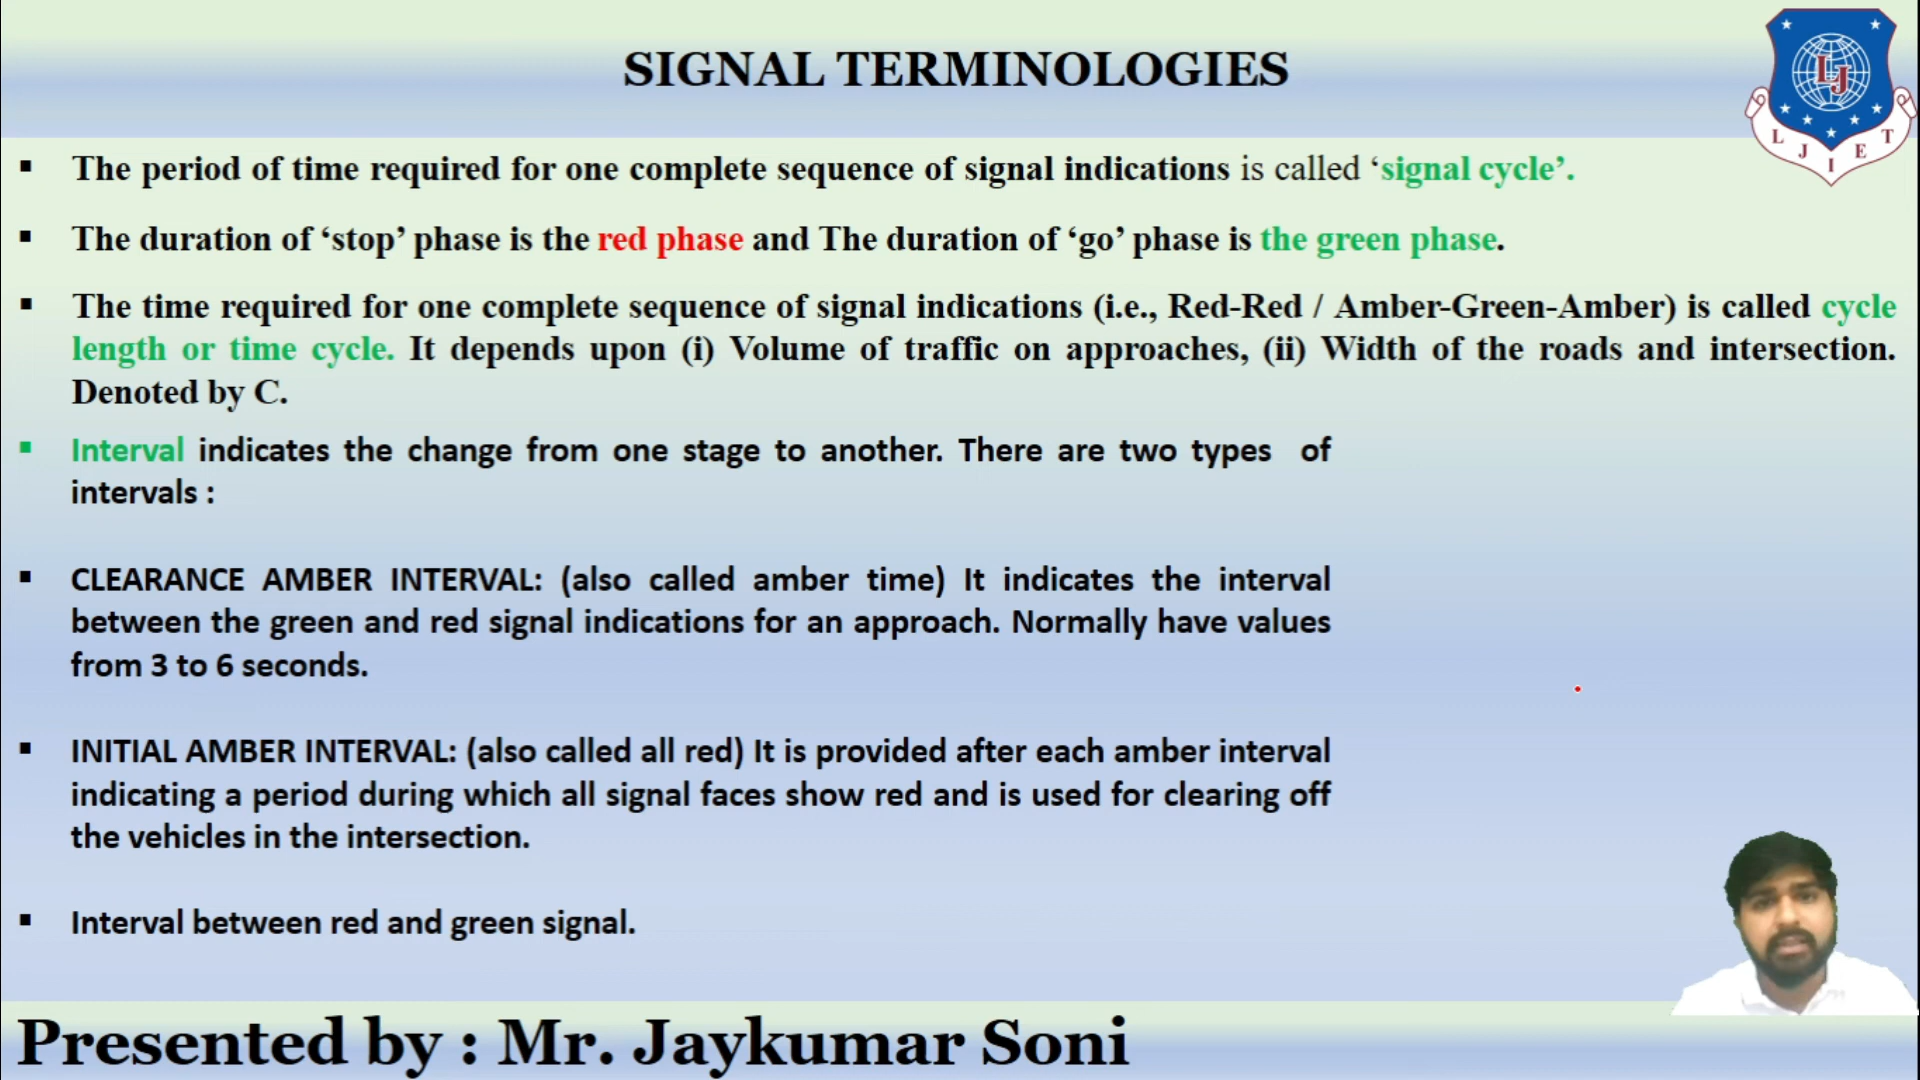 SIGNAL TERMINOLOGIES
LJ
L J I E T
▪ The period of time required for one complete sequence of signal indications is called ‘signal cycle’.
▪ The duration of ‘stop’ phase is the red phase and The duration of ‘go’ phase is the green phase.
▪ The time required for one complete sequence of signal indications (i.e., Red-Red / Amber-Green-Amber) is called cycle
length or time cycle. It depends upon (i) Volume of traffic on approaches, (ii) Width of the roads and intersection.
Denoted by C.
▪ Interval indicates the change from one stage to another. There are two types of
intervals :
▪ CLEARANCE AMBER INTERVAL: (also called amber time) It indicates the interval
between the green and red signal indications for an approach. Normally have values
from 3 to 6 seconds.
▪ INITIAL AMBER INTERVAL: (also called all red) It is provided after each amber interval
indicating a period during which all signal faces show red and is used for clearing off
the vehicles in the intersection.
▪ Interval between red and green signal.
Presented by : Mr. Jaykumar Soni